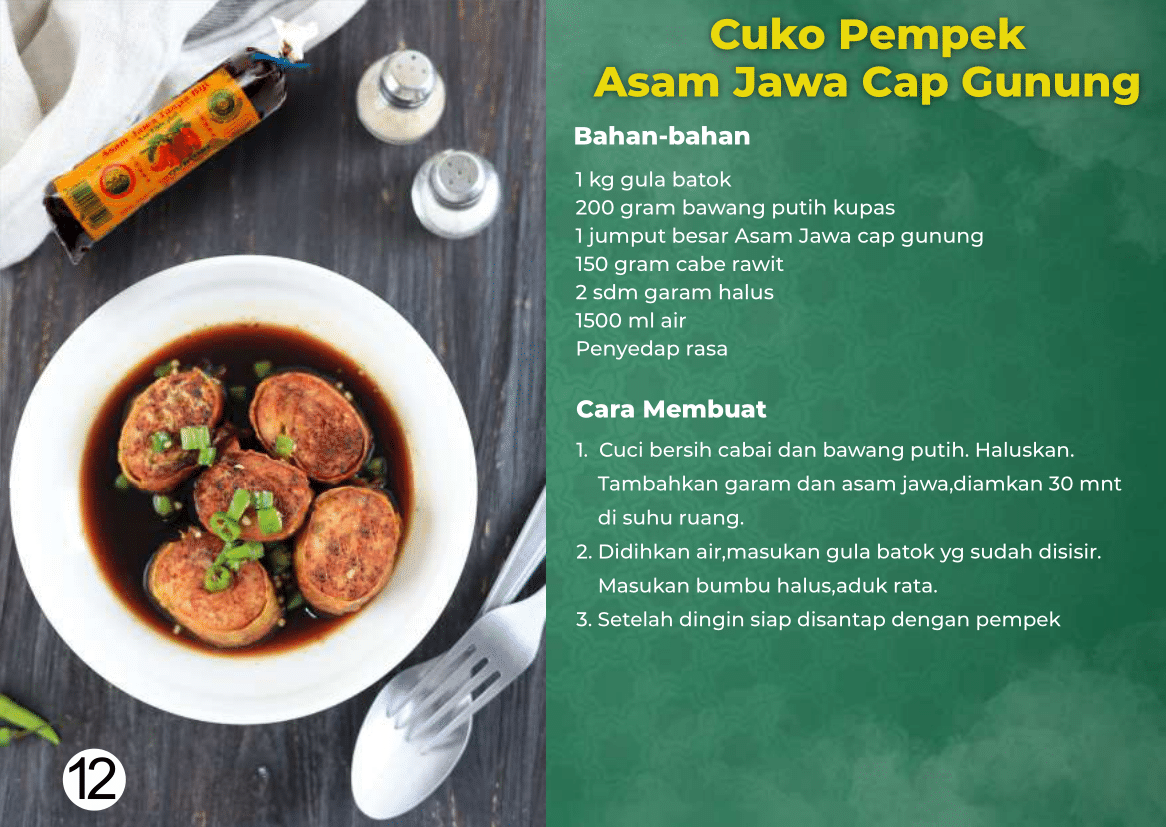 Cuko Pempek
Asam Jawa Cap Gunung
Bahan-bahan
1 kg gula batok
200 gram bawang putih kupas
1 jumput besar Asam Jawa cap gunung
150 gram cabe rawit
2 sdm garam halus
1500 ml air
Penyedap rasa
Cara Membuat
1. Cuci bersih cabai dan bawang putih. Haluskan.
Tambahkan garam dan asam jawa,diamkan 30 mnt
di suhu ruang.
2. Didihkan air,masukan gula batok yg sudah disisir.
Masukan bumbu halus,aduk rata.
3. Setelah dingin siap disantap dengan pempek
12